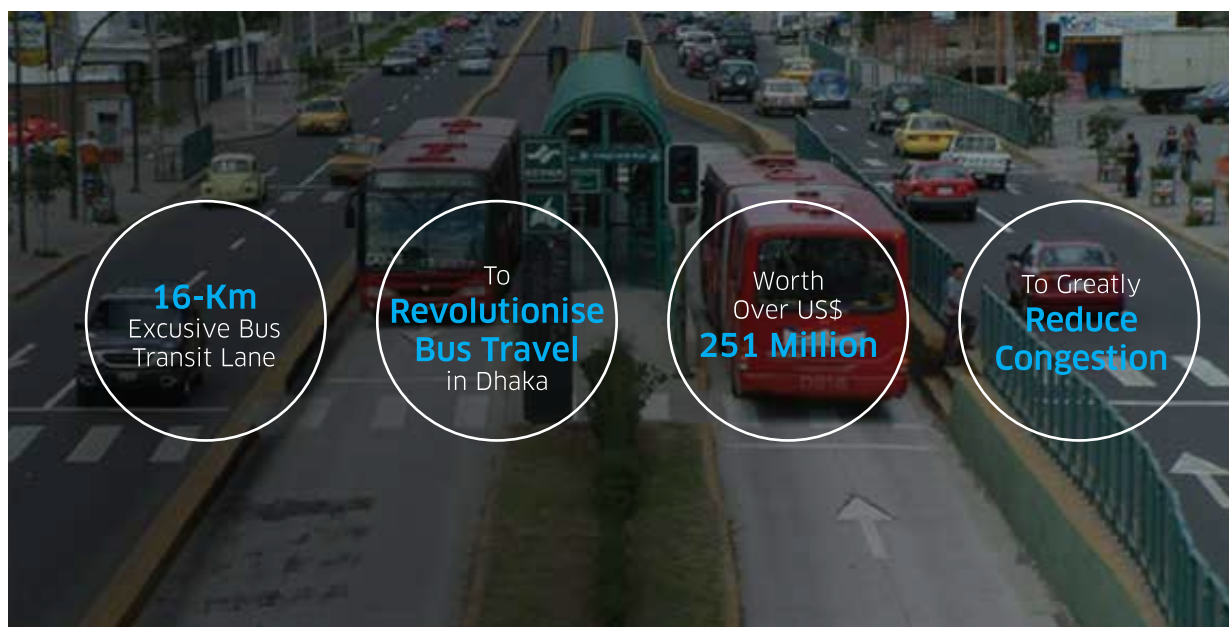 16-Km
Excusive Bus
Transit Lane
To
Revolutionise
Bus Travel
in Dhaka
Worth
Over US$
251 Million
To Greatly
Reduce
Congestion